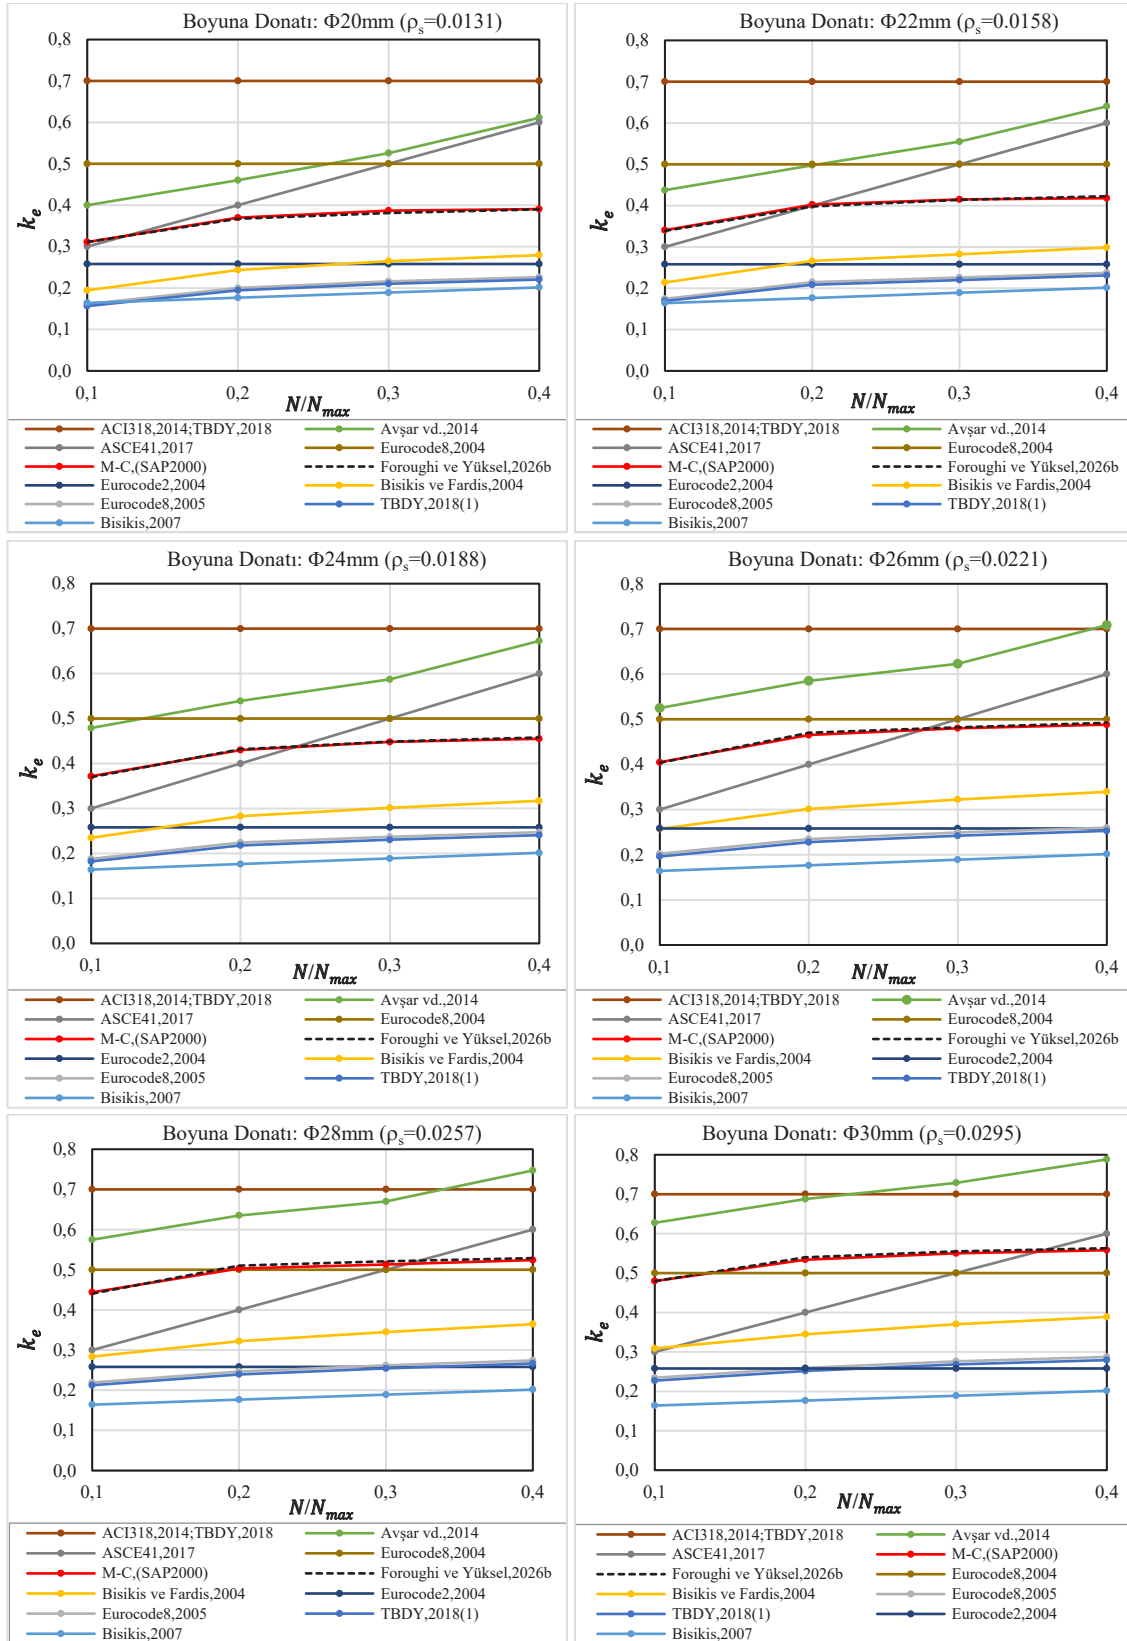 Boyuna Donatı: Φ20mm (ρs=0.0131)
0,8
0,7
0,6
0,5
0,4
0,3
0,2
0,1
0,0
ke
0,1 0,2 0,3 0,4
N/Nmax
ACI318,2014;TBDY,2018 Avşar vd.,2014
ASCE41,2017 Eurocode8,2004
M-C,(SAP2000) Foroughi ve Yüksel,2026b
Eurocode2,2004 Bisikis ve Fardis,2004
Eurocode8,2005 TBDY,2018(1)
Bisikis,2007
Boyuna Donatı: Φ22mm (ρs=0.0158)
0,8
0,7
0,6
0,5
0,4
0,3
0,2
0,1
0,0
ke
0,1 0,2 0,3 0,4
N/Nmax
ACI318,2014;TBDY,2018 Avşar vd.,2014
ASCE41,2017 Eurocode8,2004
M-C,(SAP2000) Foroughi ve Yüksel,2026b
Eurocode2,2004 Bisikis ve Fardis,2004
Eurocode8,2005 TBDY,2018(1)
Bisikis,2007
Boyuna Donatı: Φ24mm (ρs=0.0188)
0,8
0,7
0,6
0,5
0,4
0,3
0,2
0,1
0,0
ke
0,1 0,2 0,3 0,4
N/Nmax
ACI318,2014;TBDY,2018 Avşar vd.,2014
ASCE41,2017 Eurocode8,2004
M-C,(SAP2000) Foroughi ve Yüksel,2026b
Eurocode2,2004 Bisikis ve Fardis,2004
Eurocode8,2005 TBDY,2018(1)
Bisikis,2007
Boyuna Donatı: Φ26mm (ρs=0.0221)
0,8
0,7
0,6
0,5
0,4
0,3
0,2
0,1
0,0
ke
0,1 0,2 0,3 0,4
N/Nmax
ACI318,2014;TBDY,2018 Avşar vd.,2014
ASCE41,2017 Eurocode8,2004
M-C,(SAP2000) Foroughi ve Yüksel,2026b
Bisikis ve Fardis,2004 Eurocode2,2004
Eurocode8,2005 TBDY,2018(1)
Bisikis,2007
Boyuna Donatı: Φ28mm (ρs=0.0257)
0,8
0,7
0,6
0,5
0,4
0,3
0,2
0,1
0,0
ke
0,1 0,2 0,3 0,4
N/Nmax
ACI318,2014;TBDY,2018 Avşar vd.,2014
ASCE41,2017 Eurocode8,2004
M-C,(SAP2000) Foroughi ve Yüksel,2026b
Bisikis ve Fardis,2004 Eurocode2,2004
Eurocode8,2005 TBDY,2018(1)
Bisikis,2007
Boyuna Donatı: Φ30mm (ρs=0.0295)
0,8
0,7
0,6
0,5
0,4
0,3
0,2
0,1
0,0
ke
0,1 0,2 0,3 0,4
N/Nmax
ACI318,2014;TBDY,2018 Avşar vd.,2014
ASCE41,2017 M-C,(SAP2000)
Foroughi ve Yüksel,2026b Eurocode8,2004
Bisikis ve Fardis,2004 Eurocode8,2005
TBDY,2018(1) Eurocode2,2004
Bisikis,2007